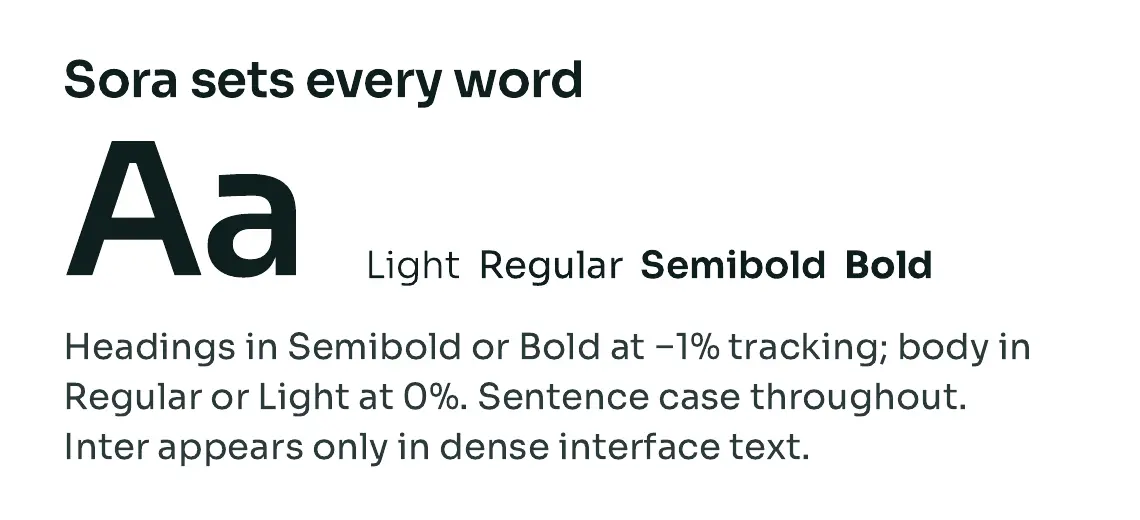 Sora sets every word
Aa
Light Regular Semibold Bold
Headings in Semibold or Bold at −1% tracking; body in
Regular or Light at 0%. Sentence case throughout.
Inter appears only in dense interface text.